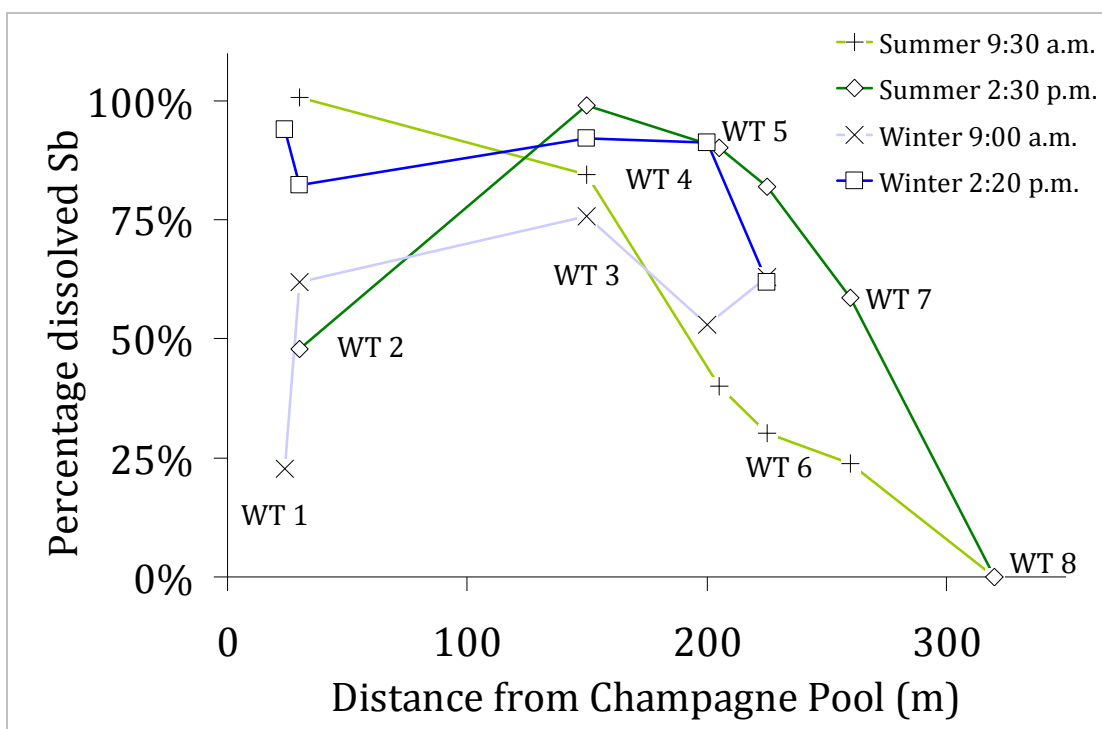 Summer 9:30 a.m.
Summer 2:30 p.m.
Winter 9:00 a.m.
Winter 2:20 p.m.
Percentage dissolved Sb
100%
75%
50%
25%
0%
WT 5
WT 4
WT 3
WT 7
WT 2
WT 6
WT 1
WT 8
0
100
200
300
Distance from Champagne Pool (m)